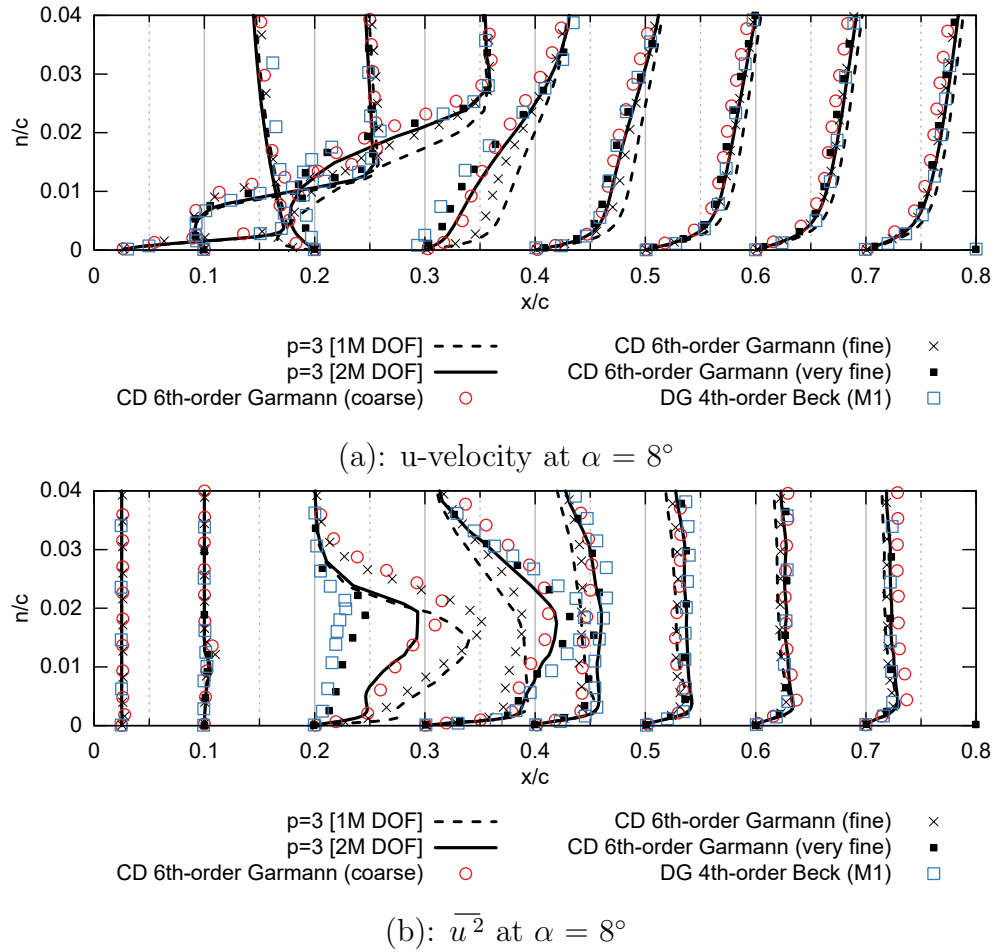 0.04
0.03
0.02
0.01
0
n/c
0 0.1 0.2 0.3 0.4 0.5 0.6 0.7 0.8
x/c
p=3 [1M DOF]
p=3 [2M DOF]
CD 6th-order Garmann (coarse)
CD 6th-order Garmann (fine)
CD 6th-order Garmann (very fine)
DG 4th-order Beck (M1)
(a): u-velocity at α = 8°
0.04
0.03
0.02
0.01
0
n/c
0 0.1 0.2 0.3 0.4 0.5 0.6 0.7 0.8
x/c
p=3 [1M DOF]
p=3 [2M DOF]
CD 6th-order Garmann (coarse)
CD 6th-order Garmann (fine)
CD 6th-order Garmann (very fine)
DG 4th-order Beck (M1)
(b): u̅ ² at α = 8°